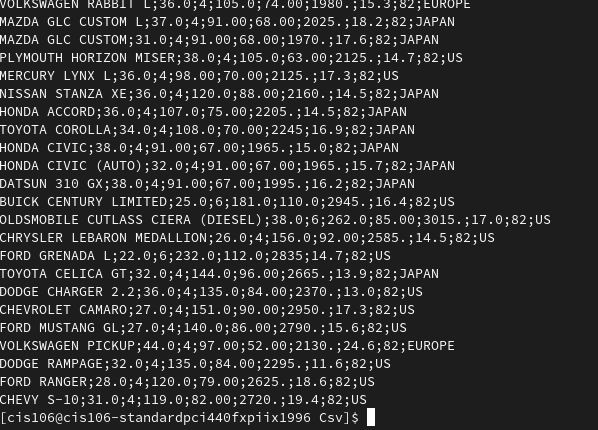 VOLKSWAGEN RABBIT L;36.0;4;105.0;74.00;1980.;15.3;82;EUROPE
MAZDA GLC CUSTOM L;37.0;4;91.00;68.00;2025.;18.2;82;JAPAN
MAZDA GLC CUSTOM;31.0;4;91.00;68.00;1970.;17.6;82;JAPAN
PLYMOUTH HORIZON MISER;38.0;4;105.0;63.00;2125.;14.7;82;US
MERCURY LYNX L;36.0;4;98.00;70.00;2125.;17.3;82;US
NISSAN STANZA XE;36.0;4;120.0;88.00;2160.;14.5;82;JAPAN
HONDA ACCORD;36.0;4;107.0;75.00;2205.;14.5;82;JAPAN
TOYOTA COROLLA;34.0;4;108.0;70.00;2245;16.9;82;JAPAN
HONDA CIVIC;38.0;4;91.00;67.00;1965.;15.0;82;JAPAN
HONDA CIVIC (AUTO);32.0;4;91.00;67.00;1965.;15.7;82;JAPAN
DATSUN 310 GX;38.0;4;91.00;67.00;1995.;16.2;82;JAPAN
BUICK CENTURY LIMITED;25.0;6;181.0;110.0;2945.;16.4;82;US
OLDSMOBILE CUTLASS CIERA (DIESEL);38.0;6;262.0;85.00;3015.;17.0;82;US
CHRYSLER LEBARON MEDALLION;26.0;4;156.0;92.00;2585.;14.5;82;US
FORD GRENADA L;22.0;6;232.0;112.0;2835;14.7;82;US
TOYOTA CELICA GT;32.0;4;144.0;96.00;2665.;13.9;82;JAPAN
DODGE CHARGER 2.2;36.0;4;135.0;84.00;2370.;13.0;82;US
CHEVROLET CAMARO;27.0;4;151.0;90.00;2950.;17.3;82;US
FORD MUSTANG GL;27.0;4;140.0;86.00;2790.;15.6;82;US
VOLKSWAGEN PICKUP;44.0;4;97.00;52.00;2130.;24.6;82;EUROPE
DODGE RAMPAGE;32.0;4;135.0;84.00;2295.;11.6;82;US
FORD RANGER;28.0;4;120.0;79.00;2625.;18.6;82;US
CHEVY S-10;31.0;4;119.0;82.00;2720.;19.4;82;US
[cis106@cis106-standardpci440fxpiix1996 Csv]$